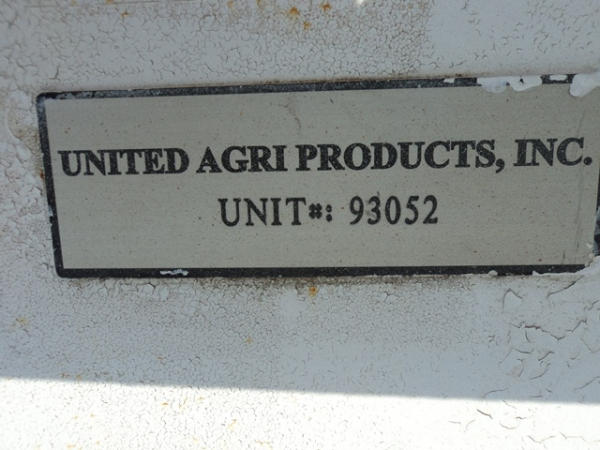 UNITED AGRI PRODUCTS, INC.
UNIT#: 93052